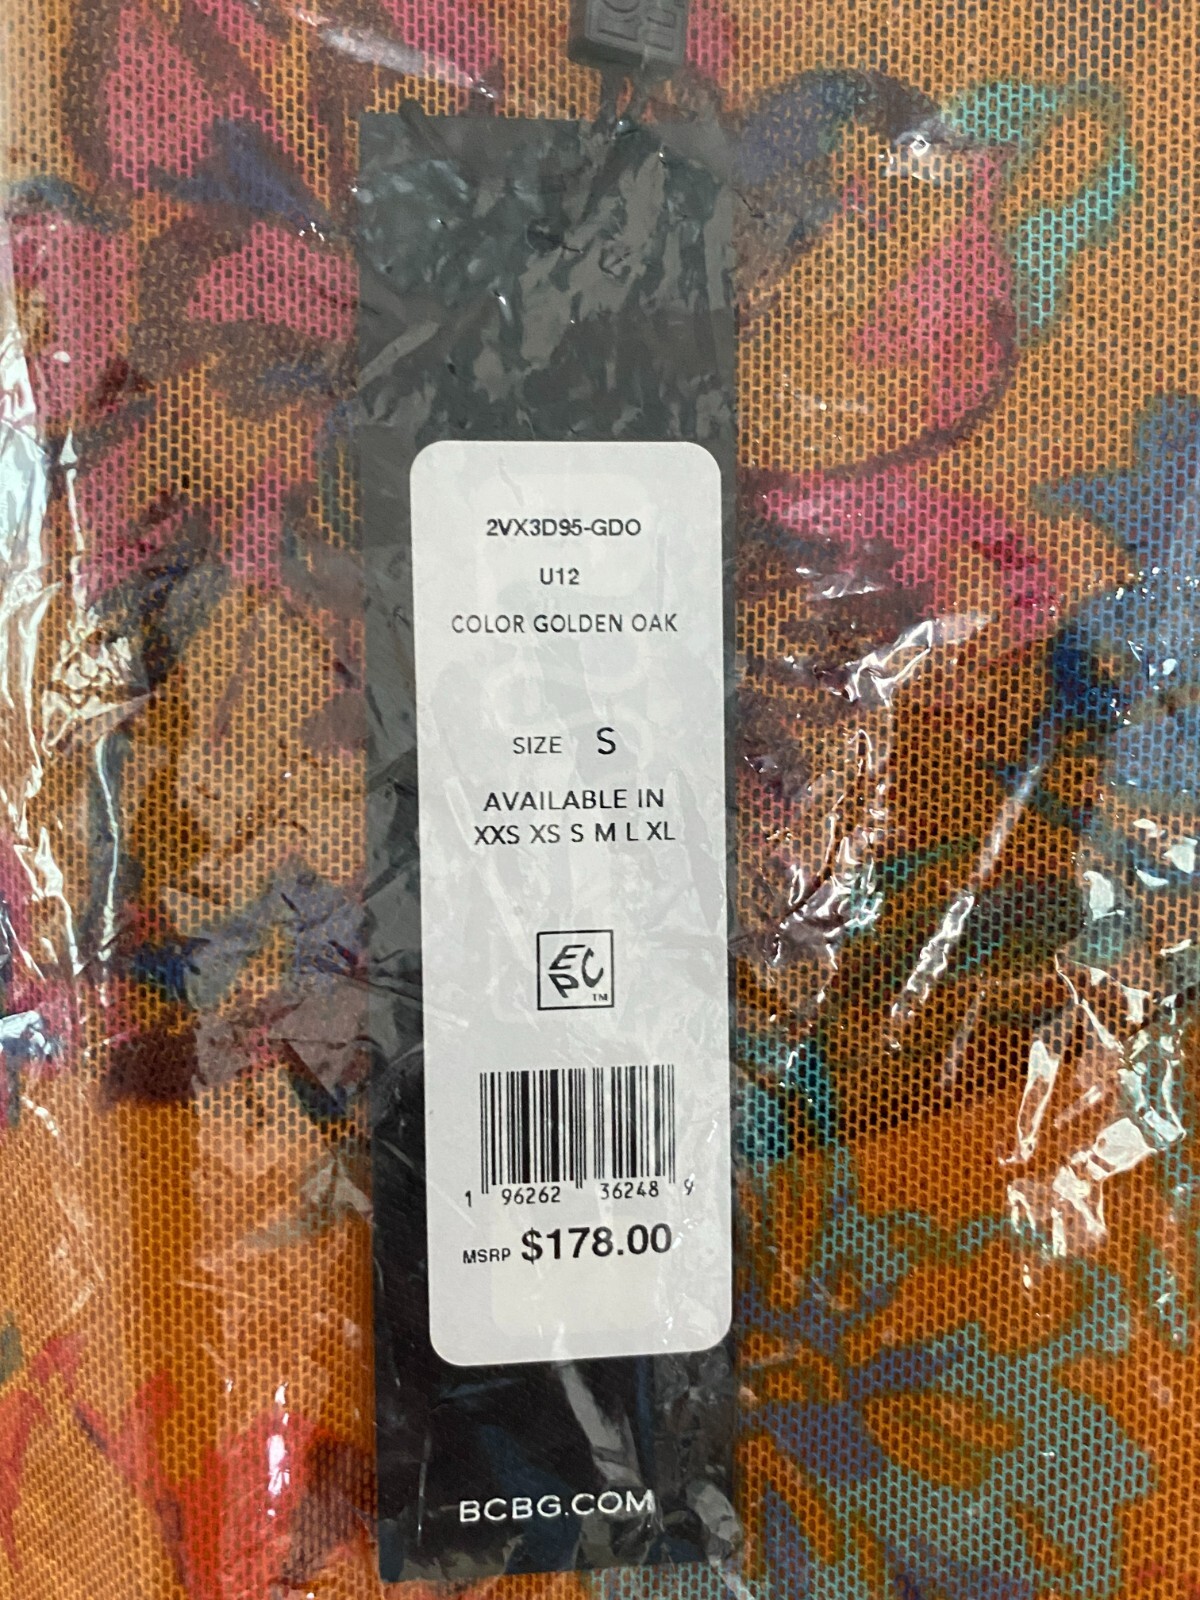 2VX3D95-GDO
U12
COLOR GOLDEN OAK
SIZE S
AVAILABLE IN
XXS XS S M L XL
EPC™
1 96262 36248 9
MSRP $178.00
BCBG.COM